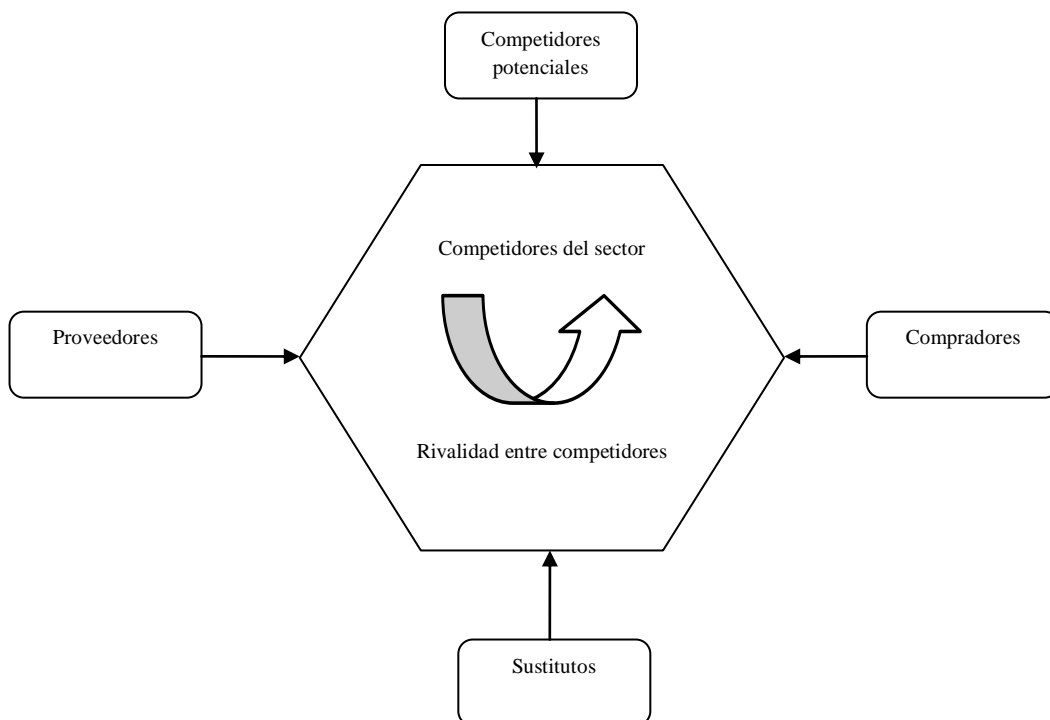 Competidores
potenciales
Competidores del sector
Proveedores
Compradores
Rivalidad entre competidores
Sustitutos